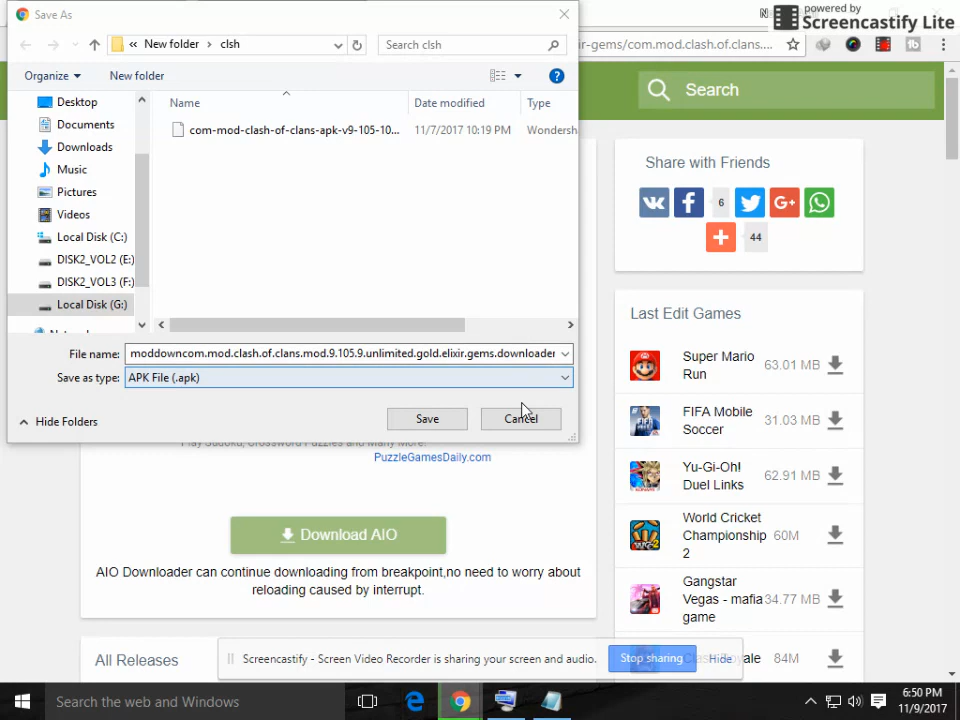 Save As
powered by
Screencastify Lite
« New folder › clsh
Search clsh
ir-gems/com.mod.clash.of.clans....
Organize
New folder
Search
Name
Date modified
Type
Desktop
Documents
Downloads
Music
Pictures
Videos
Local Disk (C:)
DISK2_VOL2 (E:)
DISK2_VOL3 (F:)
Local Disk (G:)
com-mod-clash-of-clans-apk-v9-105-10...
11/7/2017 10:19 PM
Wondersh
File name:
moddowncom.mod.clash.of.clans.mod.9.105.9.unlimited.gold.elixir.gems.downloader
Save as type:
APK File (.apk)
Hide Folders
Save
Cancel
Share with Friends
6
44
Last Edit Games
Super Mario
Run
63.01 MB
FIFA Mobile
Soccer
31.03 MB
Yu-Gi-Oh!
Duel Links
62.91 MB
World Cricket
Championship
2
60M
Gangstar
Vegas - mafia
game
34.77 MB
84M
Play Sudoku, Crossword Puzzles and Many More.
PuzzleGamesDaily.com
Download AIO
AIO Downloader can continue downloading from breakpoint,no need to worry about
reloading caused by interrupt.
All Releases
Screencastify - Screen Video Recorder is sharing your screen and audio.
Stop sharing
Hide
Search the web and Windows
6:50 PM
11/9/2017